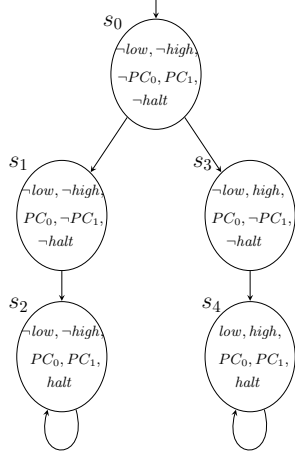 s₀
¬low, ¬high,
¬PC₀, PC₁,
¬halt
s₁
¬low, ¬high,
PC₀, ¬PC₁,
¬halt
s₃
¬low, high,
PC₀, ¬PC₁,
¬halt
s₂
¬low, ¬high,
PC₀, PC₁,
halt
s₄
low, high,
PC₀, PC₁,
halt